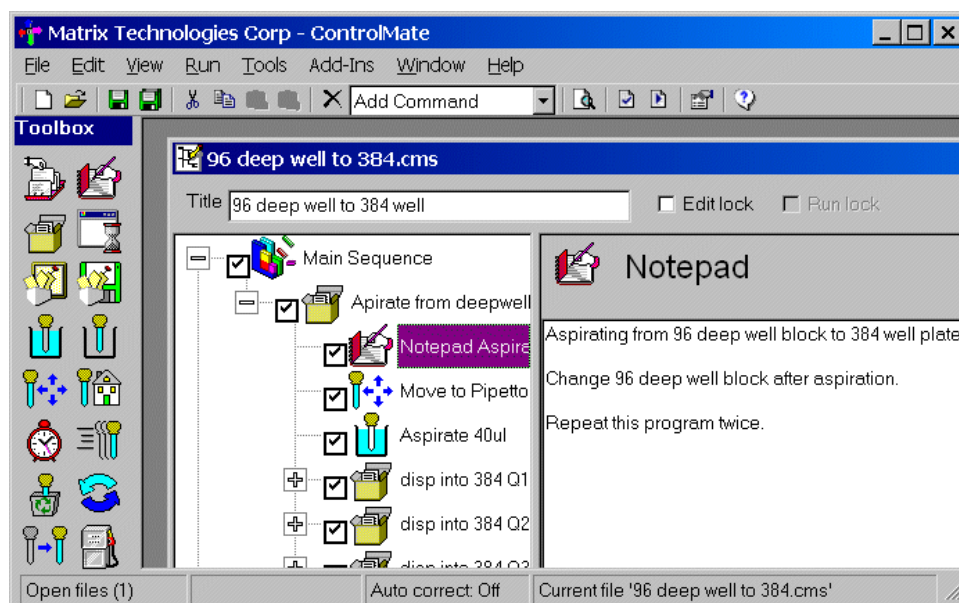 Matrix Technologies Corp - ControlMate
File Edit View Run Tools Add-Ins Window Help
Add Command
Toolbox
96 deep well to 384.cms
Title 96 deep well to 384 well Edit lock Run lock
Main Sequence
Apirate from deepwell
Notepad Aspira
Move to Pipetto
Aspirate 40ul
disp into 384 Q1
disp into 384 Q2
disp into 384 Q3
Notepad
Aspirating from 96 deep well block to 384 well plate
Change 96 deep well block after aspiration.
Repeat this program twice.
Open files (1) Auto correct: Off Current file '96 deep well to 384.cms'